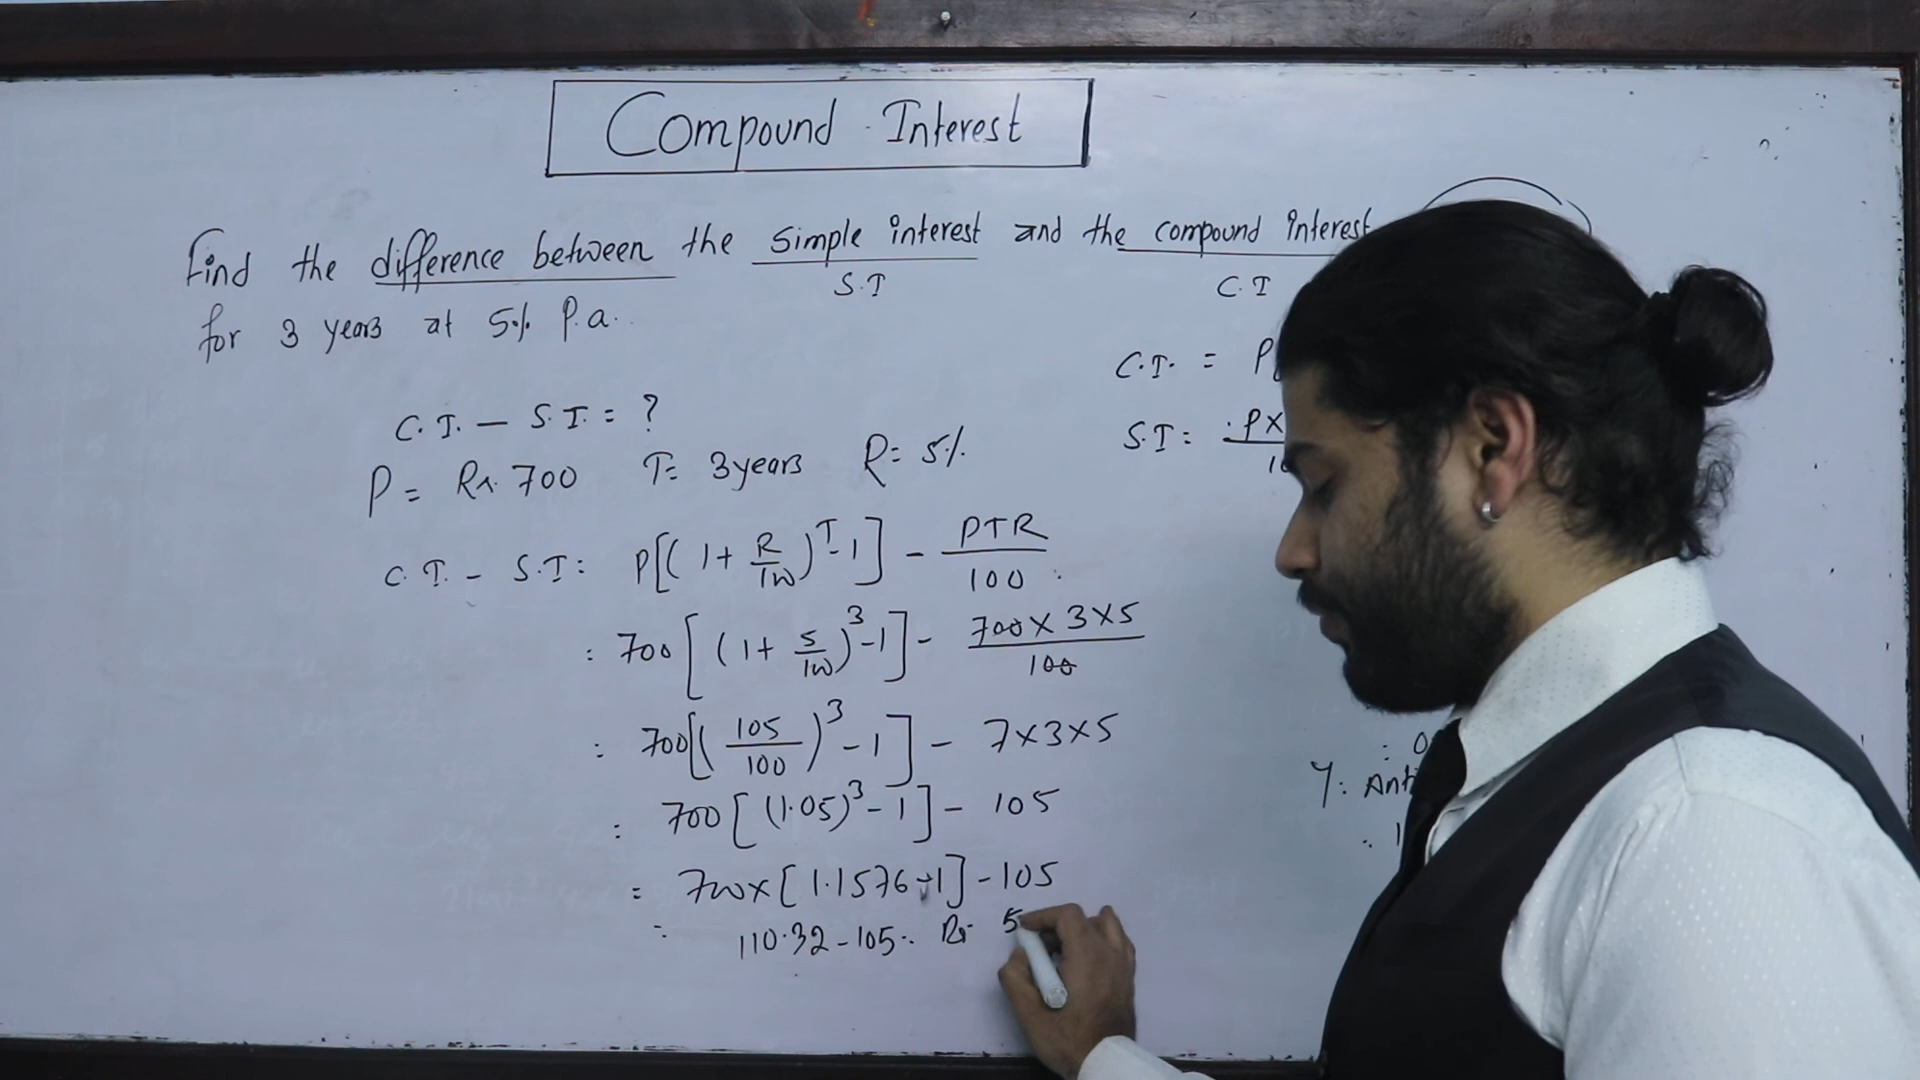 Compound Interest
Find the difference between the simple interest and the compound interest
S.I C.I
for 3 years at 5% P.a.
C.I. = P
S.I = P×
C.I. – S.I. = ?
P = Rs. 700 T= 3years R= 5%
C.I. – S.I = P[(1+R/100)^T-1] – PTR/100
= 700[(1+5/100)^3-1] – 700×3×5/100
= 700[(105/100)^3-1] – 7×3×5
= 700[(1.05)^3-1] – 105
= 700×[1.1576-1]-105
= 110.32-105= Rs. 5